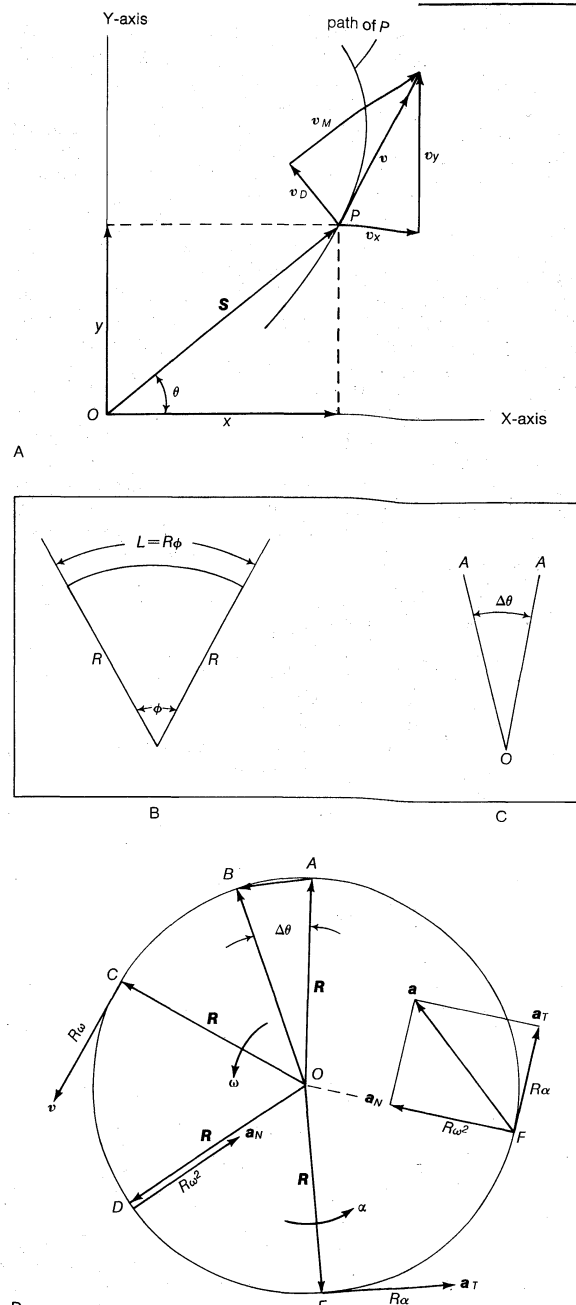 Y-axis
path of P
v_M
v
v_y
v_D
P
v_x
S
y
θ
O
x
X-axis
A
L=Rϕ
A A
Δθ
R R
ϕ
O
B
C
A
B
Δθ
C
a
R R
a_T
Rω
O
ω
a_N
Rα
v
Rω²
F
R a_N
R
Rω²
D
α
a_T
Rα